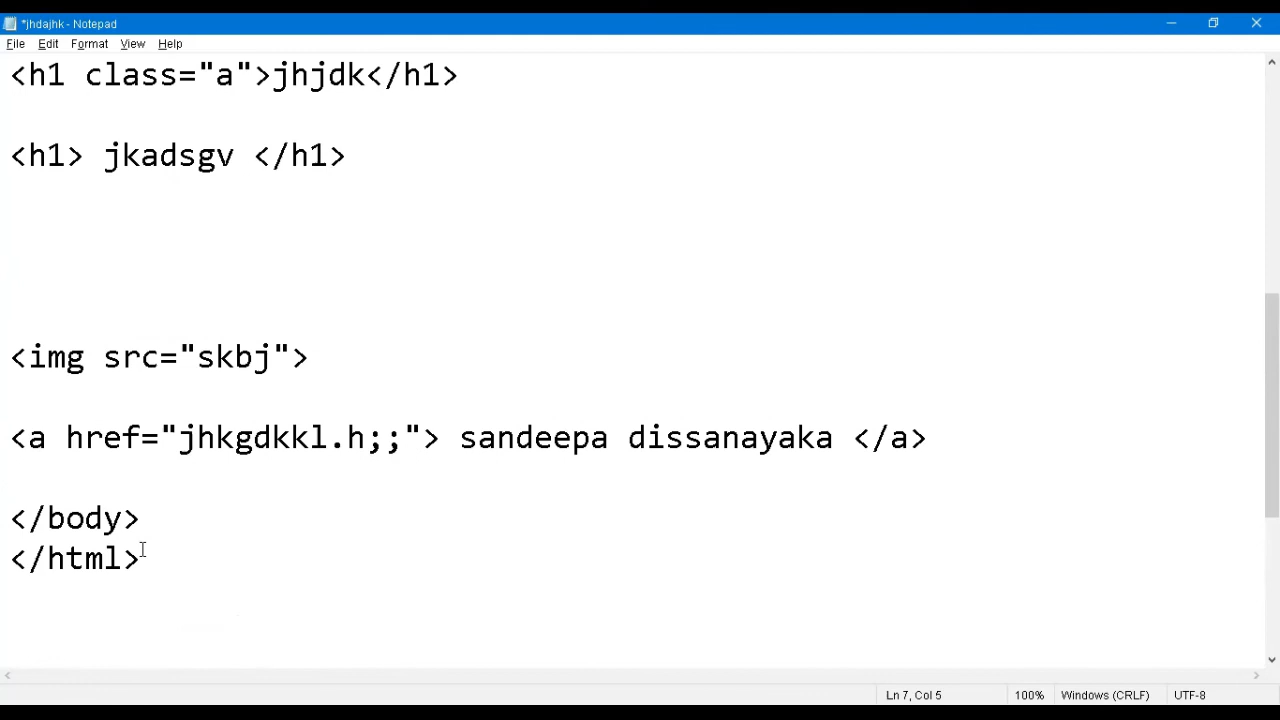 *jhdajhk - Notepad
File Edit Format View Help
<h1 class="a">jhjdk</h1>
<h1> jkadsgv </h1>
<img src="skbj">
<a href="jhkgdkkl.h;;"> sandeepa dissanayaka </a>
</body>
</html>
Ln 7, Col 5 100% Windows (CRLF) UTF-8